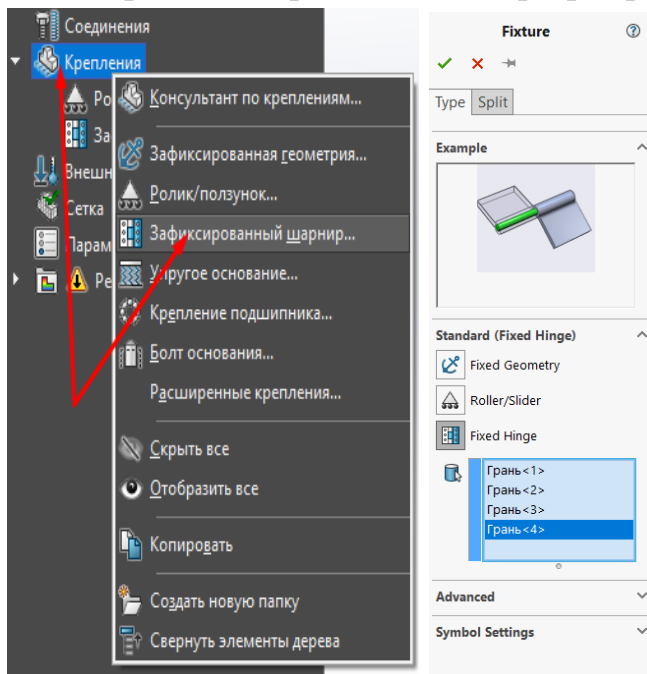 Соединения
Крепления
Ро
За
Внешн
Сетка
Парам
Ре
Консультант по креплениям...
Зафиксированная геометрия...
Ролик/ползунок...
Зафиксированный шарнир...
Упругое основание...
Крепление подшипника...
Болт основания...
Расширенные крепления...
Скрыть все
Отобразить все
Копировать
Создать новую папку
Свернуть элементы дерева
Fixture
Type Split
Example
Standard (Fixed Hinge)
Fixed Geometry
Roller/Slider
Fixed Hinge
Грань<1>
Грань<2>
Грань<3>
Грань<4>
Advanced
Symbol Settings